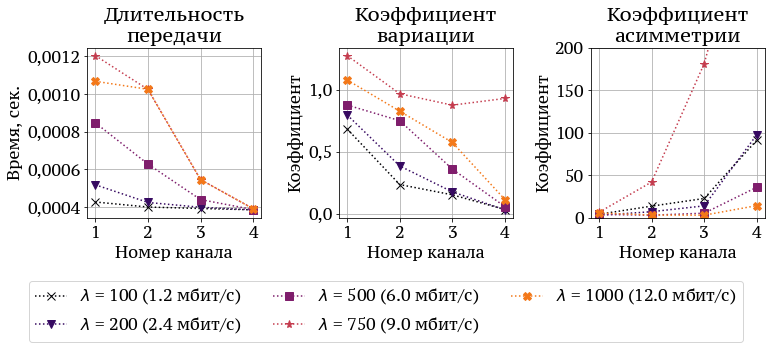 Длительность
передачи
Время, сек.
0,0012
0,0010
0,0008
0,0006
0,0004
1 2 3 4
Номер канала
Коэффициент
вариации
Коэффициент
1,0
0,5
0,0
1 2 3 4
Номер канала
Коэффициент
асимметрии
Коэффициент
200
150
100
50
0
1 2 3 4
Номер канала
λ = 100 (1.2 мбит/с)
λ = 200 (2.4 мбит/с)
λ = 500 (6.0 мбит/с)
λ = 750 (9.0 мбит/с)
λ = 1000 (12.0 мбит/с)